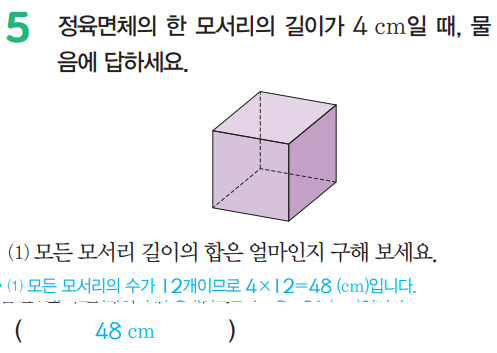 5 정육면체의 한 모서리의 길이가 4 cm일 때, 물
음에 답하세요.
(1) 모든 모서리 길이의 합은 얼마인지 구해 보세요.
(1) 모든 모서리의 수가 12개이므로 4×12=48 (cm)입니다.
( 48 cm )